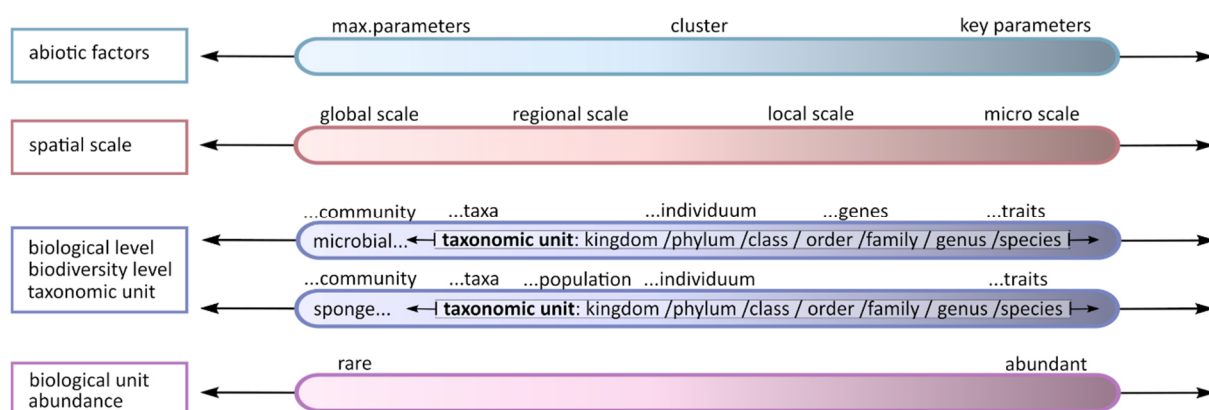 max.parameters cluster key parameters
abiotic factors
global scale regional scale local scale micro scale
spatial scale
...community ...taxa ...individuum ...genes ...traits
microbial... taxonomic unit: kingdom /phylum /class / order /family / genus /species
biological level
biodiversity level
taxonomic unit
...community ...taxa ...population ...individuum ...traits
sponge... taxonomic unit: kingdom /phylum /class / order /family / genus /species
rare abundant
biological unit
abundance